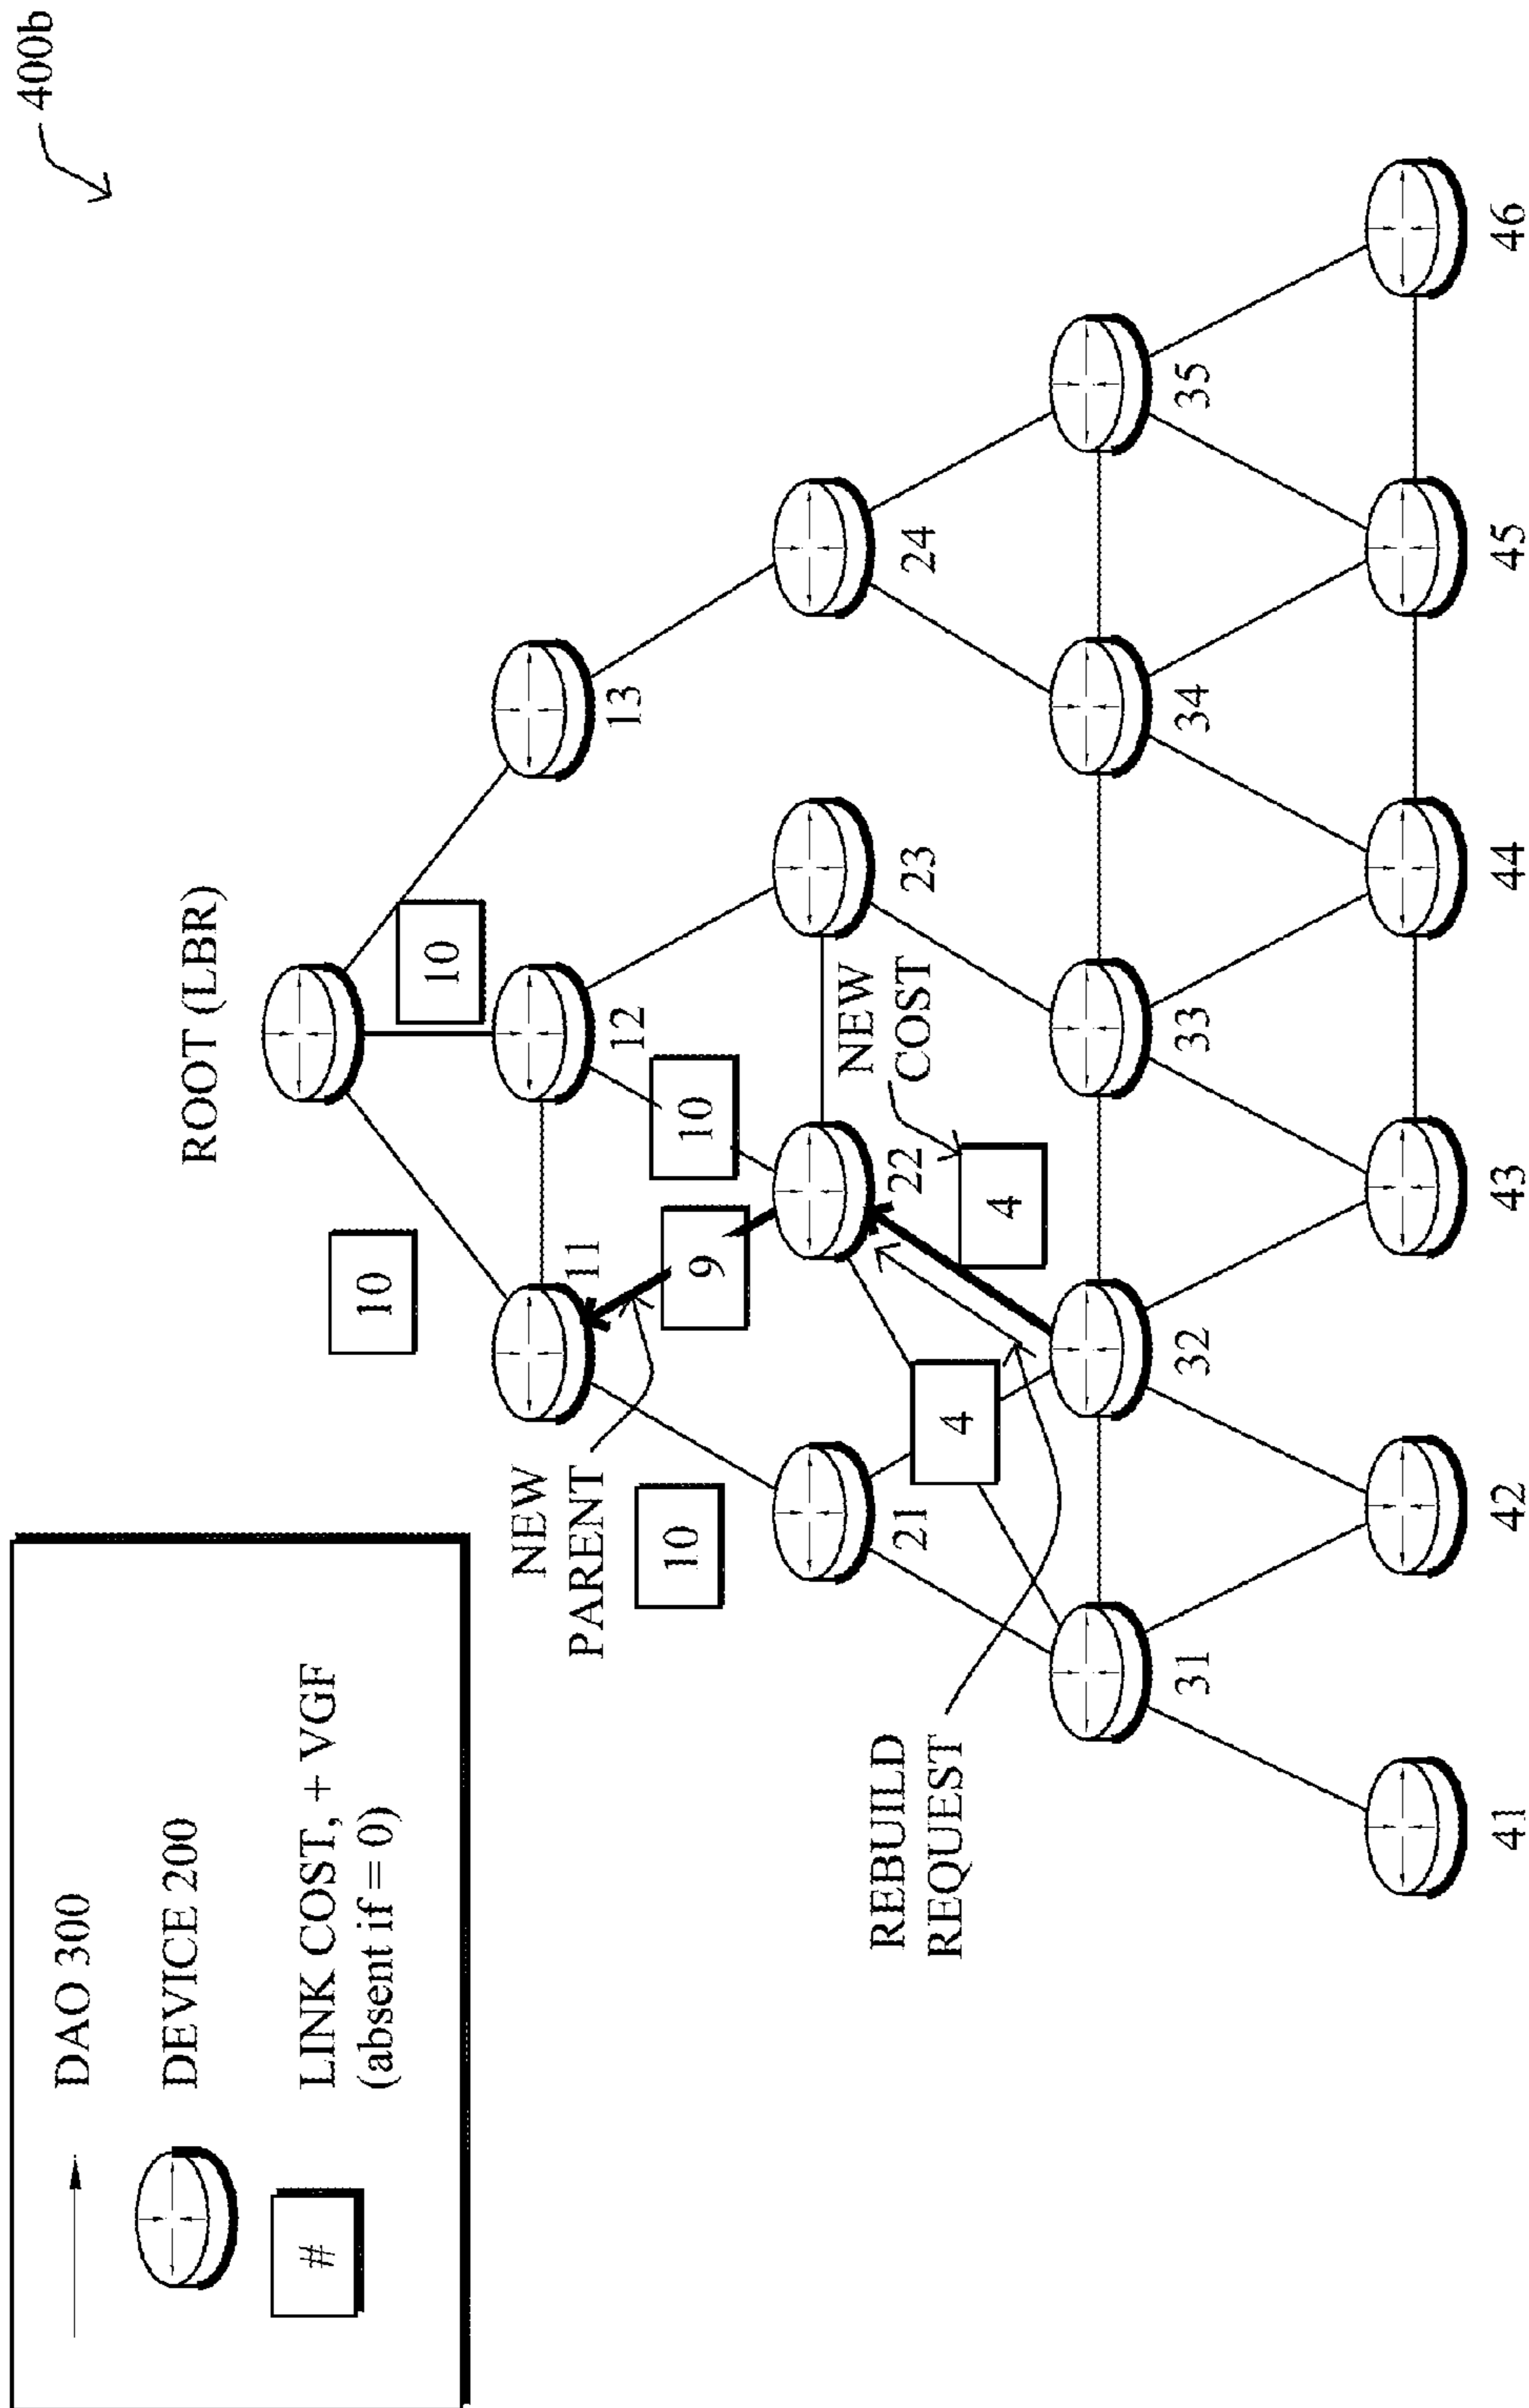 400b
DAO 300
DEVICE 200
#
LINK COST, + VGF
(absent if = 0)
ROOT (LBR)
10
10
11
12
13
NEW
PARENT
9
10
10
21
22
23
24
NEW
COST
4
4
REBUILD
REQUEST
31
32
33
34
35
41
42
43
44
45
46